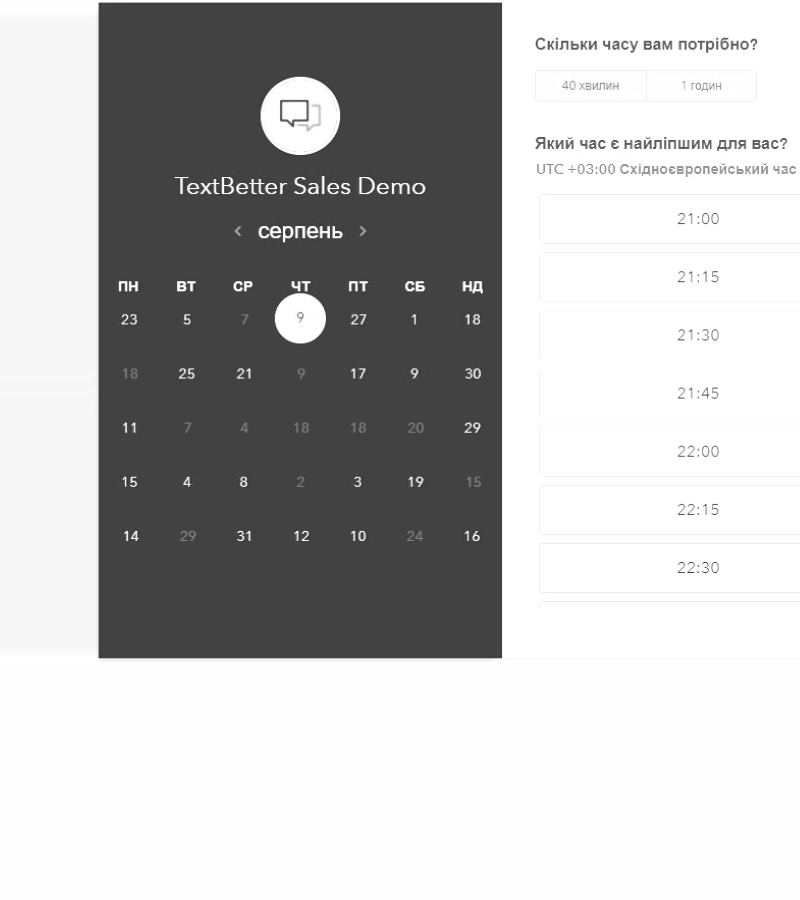 TextBetter Sales Demo
серпень
ПН ВТ СР ЧТ ПТ СБ НД
23 5 7 9 27 1 18
18 25 21 9 17 9 30
11 7 4 18 18 20 29
15 4 8 2 3 19 15
14 29 31 12 10 24 16
Скільки часу вам потрібно?
40 хвилин 1 годин
Який час є найліпшим для вас?
UTC +03:00 Східноєвропейський час
21:00
21:15
21:30
21:45
22:00
22:15
22:30